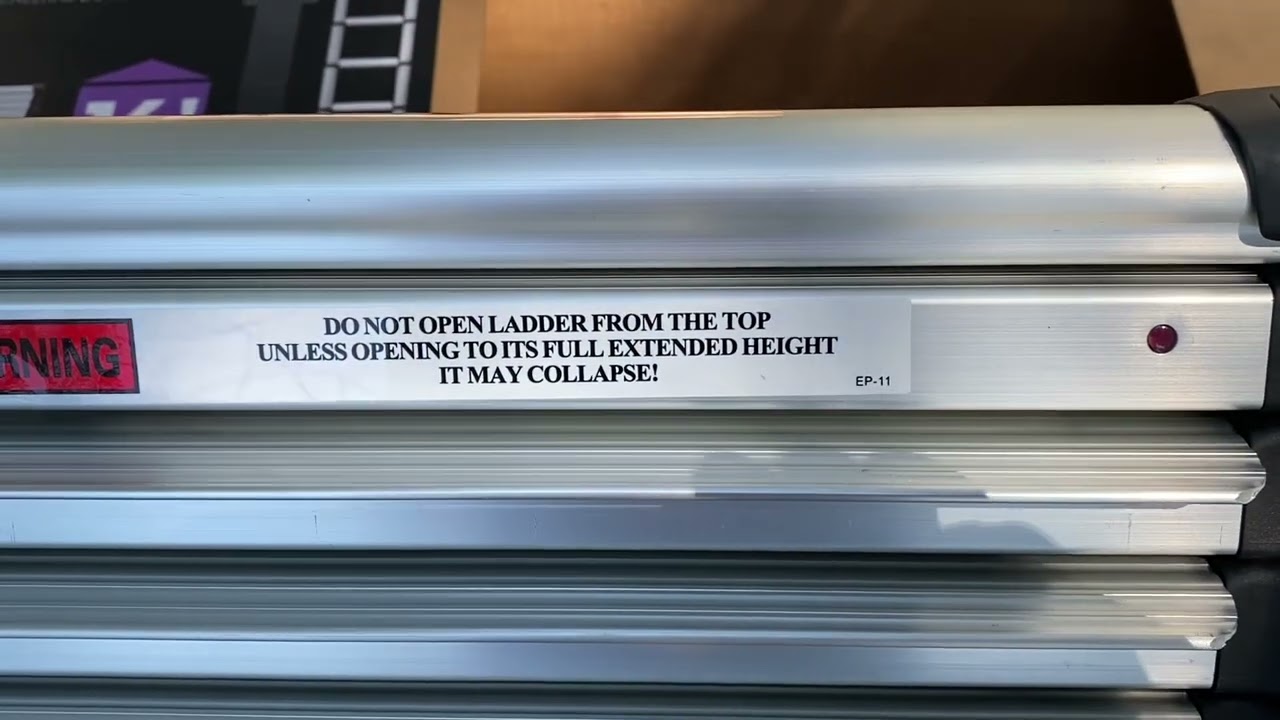 RNING
DO NOT OPEN LADDER FROM THE TOP
UNLESS OPENING TO ITS FULL EXTENDED HEIGHT
IT MAY COLLAPSE!
EP-11